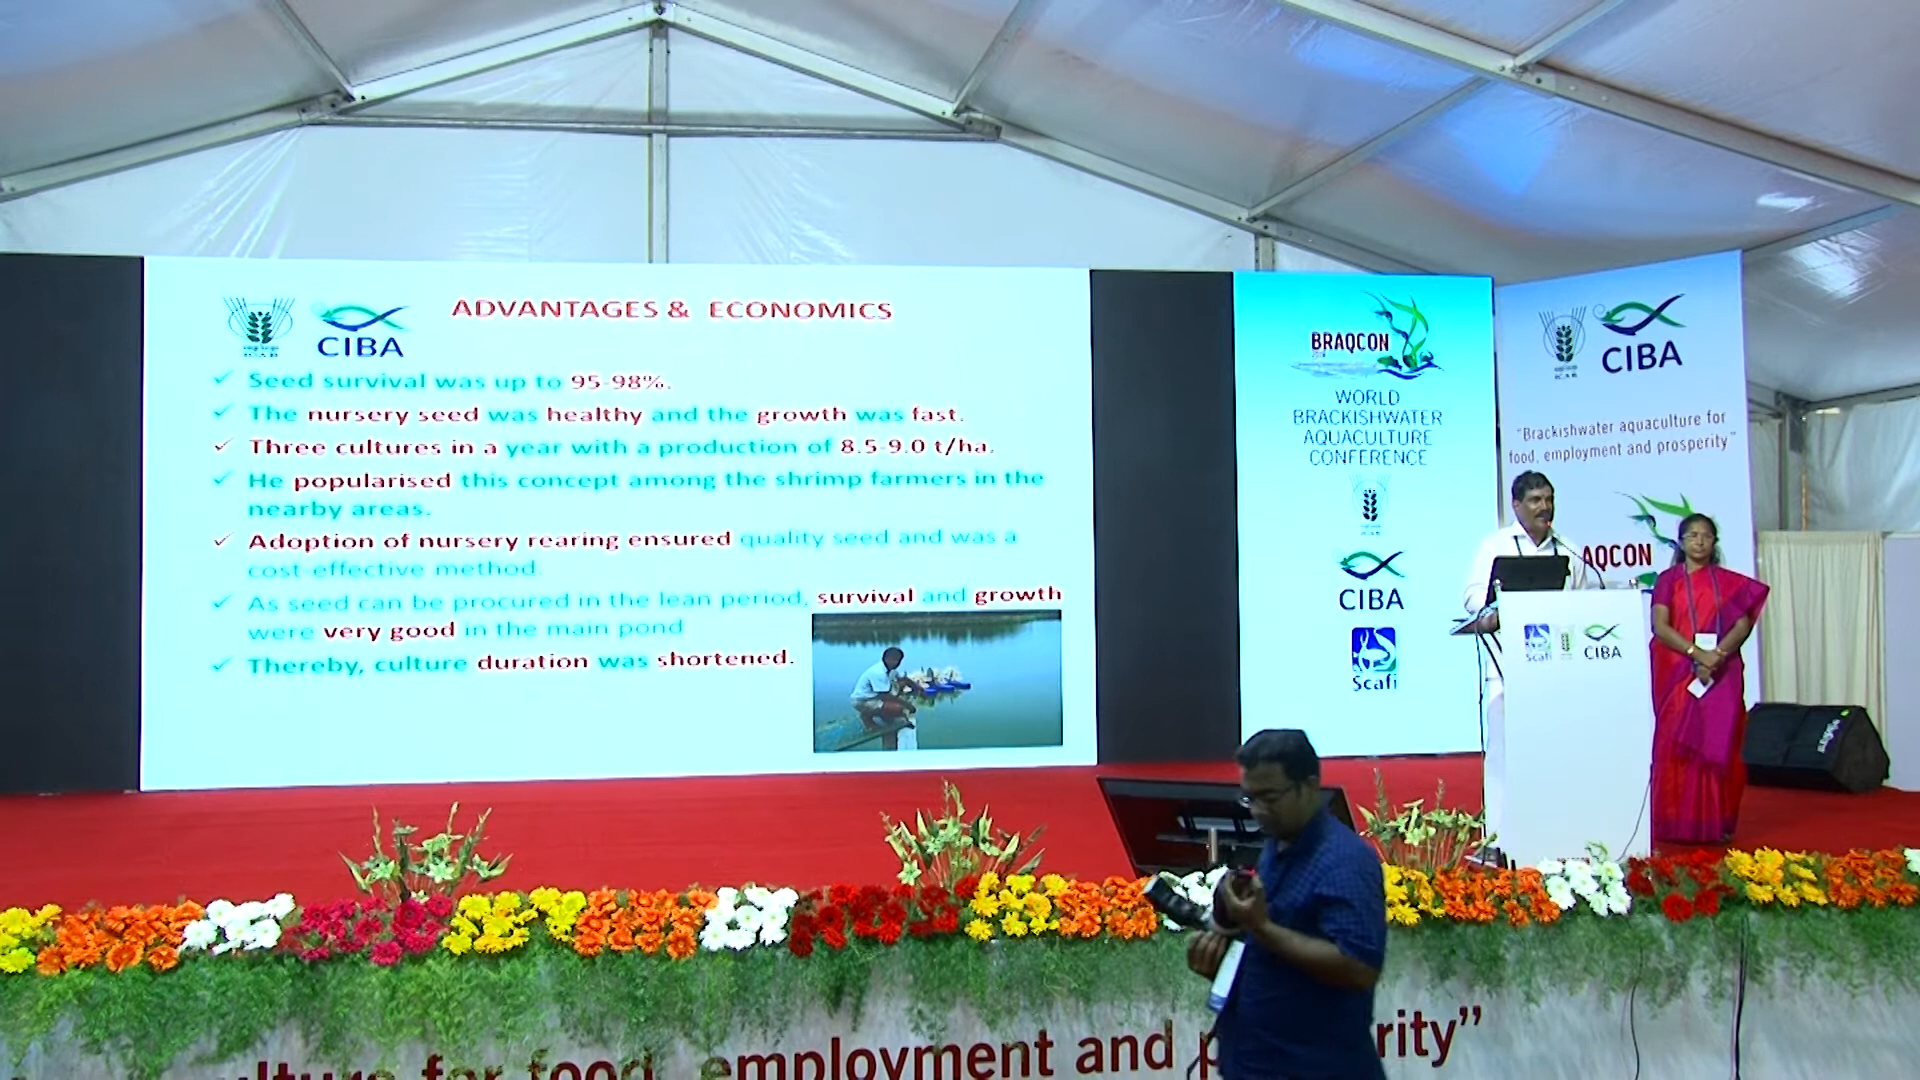 ICAR
CIBA
ADVANTAGES & ECONOMICS
✓ Seed survival was up to 95-98%.
✓ The nursery seed was healthy and the growth was fast.
✓ Three cultures in a year with a production of 8.5-9.0 t/ha.
✓ He popularised this concept among the shrimp farmers in the
nearby areas.
✓ Adoption of nursery rearing ensured quality seed and was a
cost-effective method.
✓ As seed can be procured in the lean period, survival and growth
were very good in the main pond
✓ Thereby, culture duration was shortened.
BRAQCON
WORLD
BRACKISHWATER
AQUACULTURE
CONFERENCE
CIBA
Scafi
ICAR
CIBA
"Brackishwater aquaculture for
food, employment and prosperity"
AQCON
Scafi
CIBA
culture for food, employment and p rity"